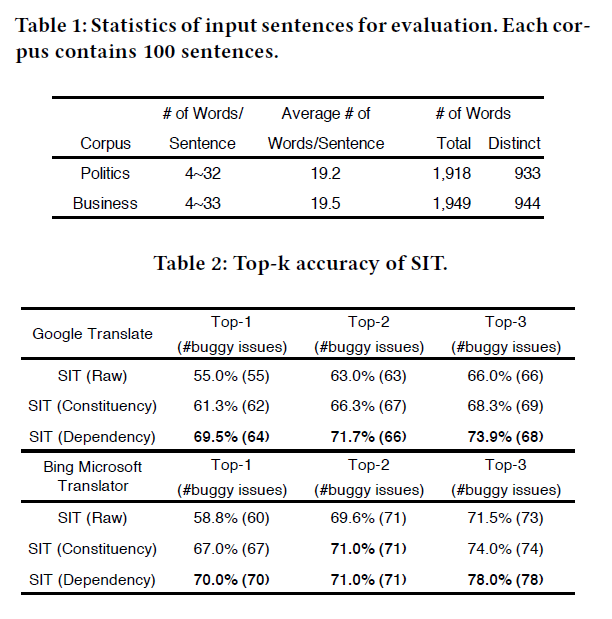 Table 1: Statistics of input sentences for evaluation. Each cor-
pus contains 100 sentences.
# of Words/ Average # of # of Words
Corpus Sentence Words/Sentence Total Distinct
Politics 4~32 19.2 1,918 933
Business 4~33 19.5 1,949 944
Table 2: Top-k accuracy of SIT.
Google Translate Top-1 Top-2 Top-3
(#buggy issues) (#buggy issues) (#buggy issues)
SIT (Raw) 55.0% (55) 63.0% (63) 66.0% (66)
SIT (Constituency) 61.3% (62) 66.3% (67) 68.3% (69)
SIT (Dependency) 69.5% (64) 71.7% (66) 73.9% (68)
Bing Microsoft Top-1 Top-2 Top-3
Translator (#buggy issues) (#buggy issues) (#buggy issues)
SIT (Raw) 58.8% (60) 69.6% (71) 71.5% (73)
SIT (Constituency) 67.0% (67) 71.0% (71) 74.0% (74)
SIT (Dependency) 70.0% (70) 71.0% (71) 78.0% (78)